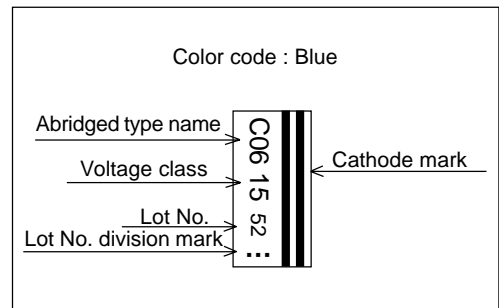 Color code : Blue
Abridged type name
Voltage class
Lot No.
Lot No. division mark
C06 15 52 ...
Cathode mark